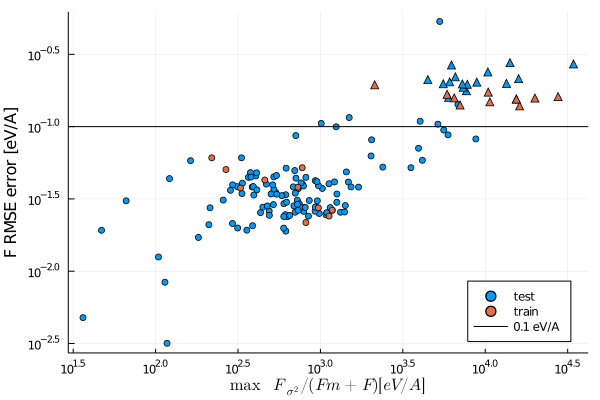 10^-0.5
10^-1.0
10^-1.5
10^-2.0
10^-2.5
F RMSE error [eV/A]
test
train
0.1 eV/A
10^1.5 10^2.0 10^2.5 10^3.0 10^3.5 10^4.0 10^4.5
max F_σ²/(Fm + F)[eV/A]